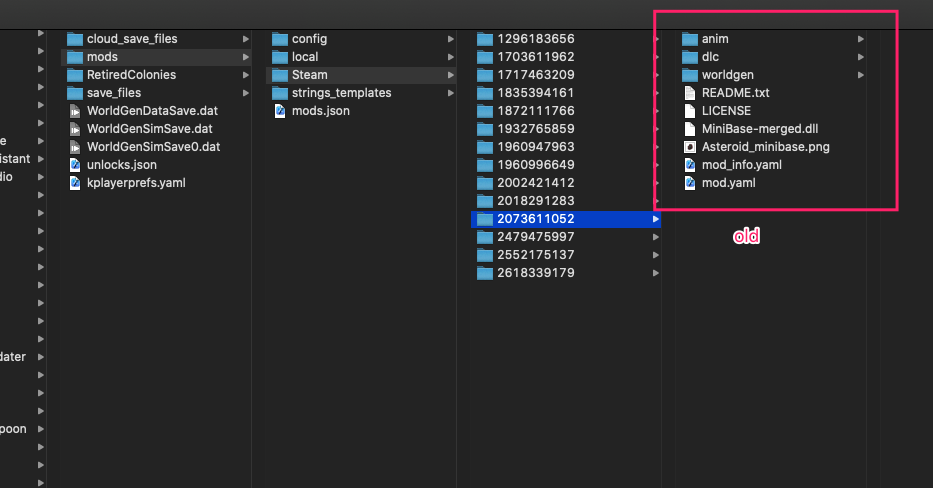 e
istant
dio
dater
poon
cloud_save_files
mods
RetiredColonies
save_files
WorldGenDataSave.dat
WorldGenSimSave.dat
WorldGenSimSave0.dat
unlocks.json
kplayerprefs.yaml
config
local
Steam
strings_templates
mods.json
1296183656
1703611962
1717463209
1835394161
1872111766
1932765859
1960947963
1960996649
2002421412
2018291283
2073611052
2479475997
2552175137
2618339179
anim
dlc
worldgen
README.txt
LICENSE
MiniBase-merged.dll
Asteroid_minibase.png
mod_info.yaml
mod.yaml
old